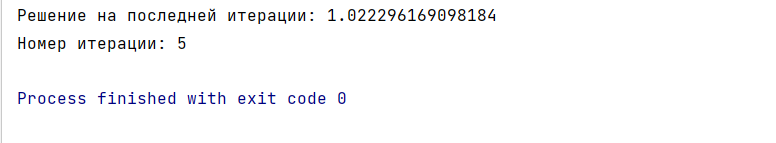 Решение на последней итерации: 1.022296169098184
Номер итерации: 5
Process finished with exit code 0